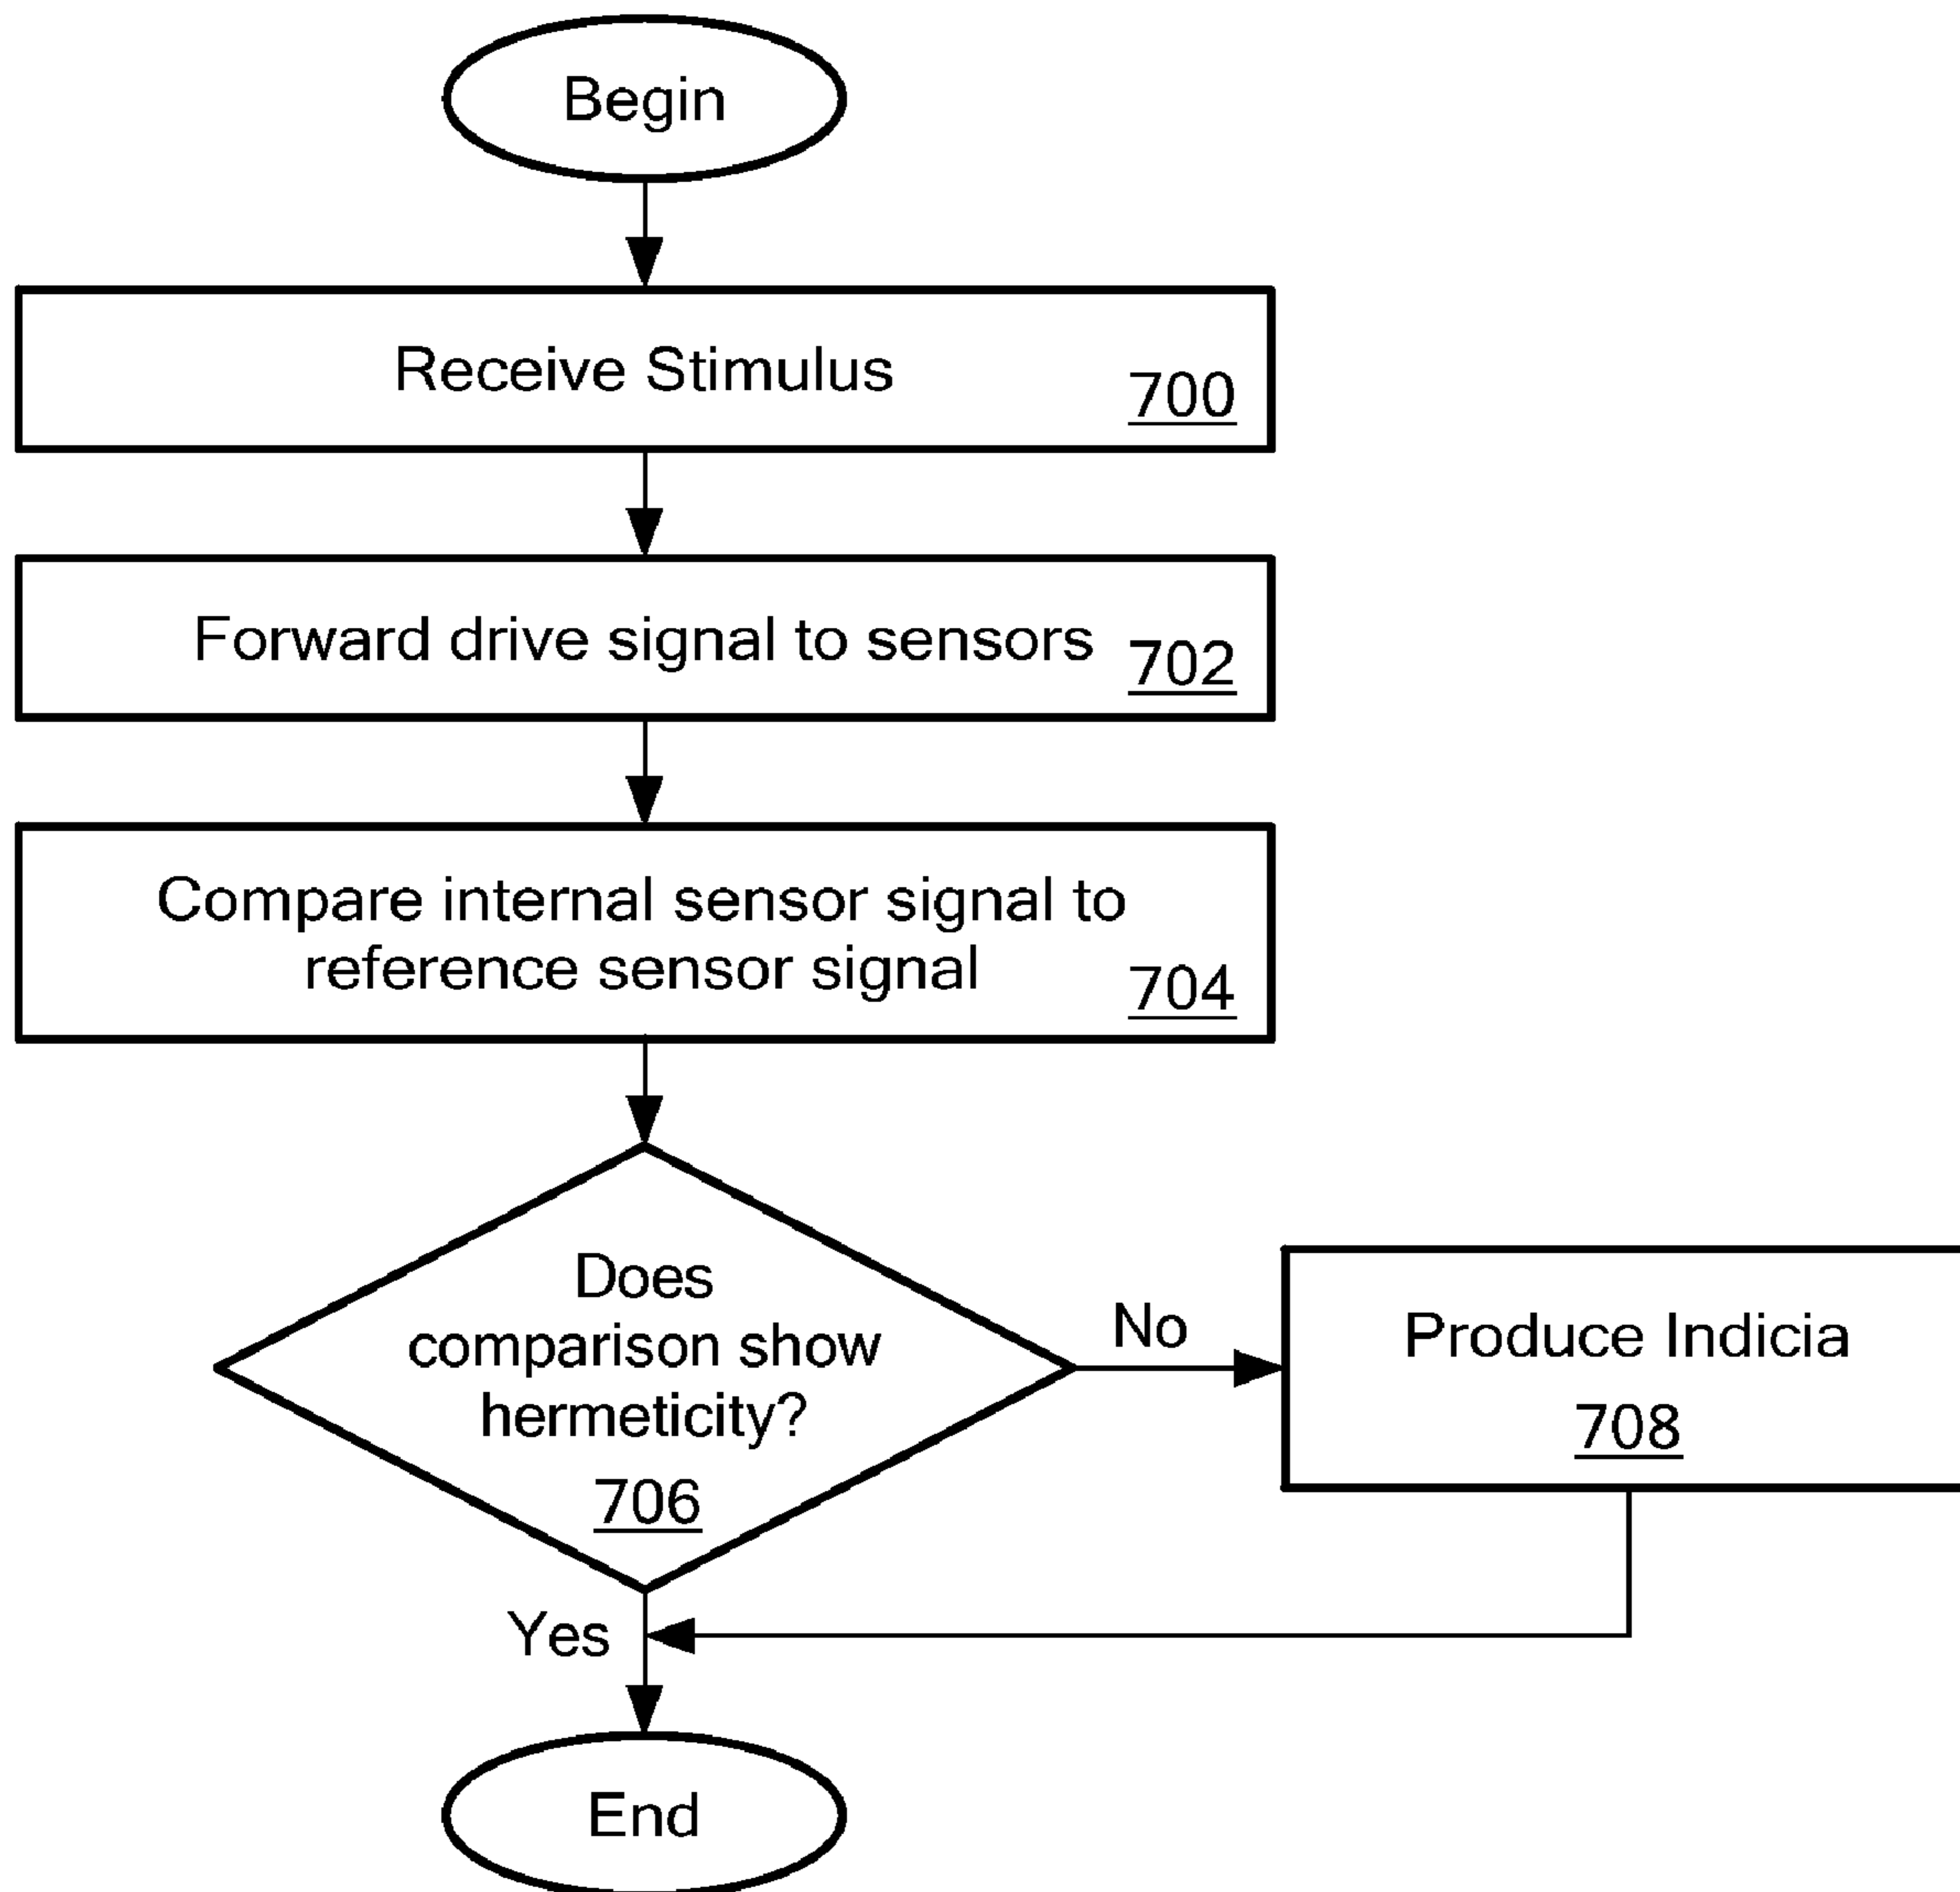 Begin
Receive Stimulus
700
Forward drive signal to sensors
702
Compare internal sensor signal to
reference sensor signal
704
Does
comparison show
hermeticity?
706
No
Produce Indicia
708
Yes
End